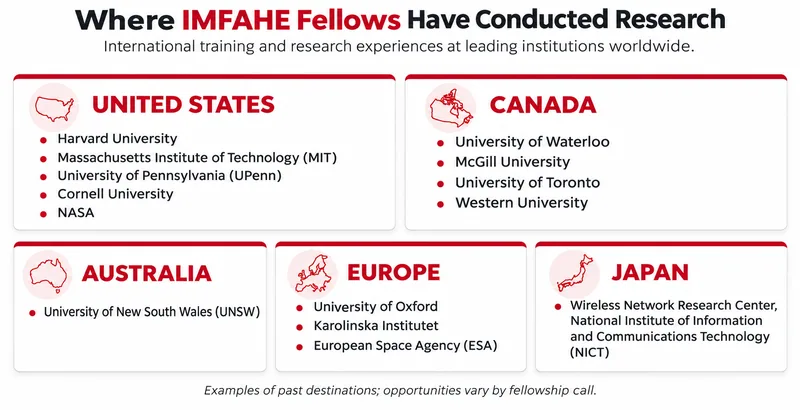 Where IMFAHE Fellows Have Conducted Research
International training and research experiences at leading institutions worldwide.
UNITED STATES
Harvard University
Massachusetts Institute of Technology (MIT)
University of Pennsylvania (UPenn)
Cornell University
NASA
CANADA
University of Waterloo
McGill University
University of Toronto
Western University
AUSTRALIA
University of New South Wales (UNSW)
EUROPE
University of Oxford
Karolinska Institutet
European Space Agency (ESA)
JAPAN
Wireless Network Research Center,
National Institute of Information
and Communications Technology
(NICT)
Examples of past destinations; opportunities vary by fellowship call.